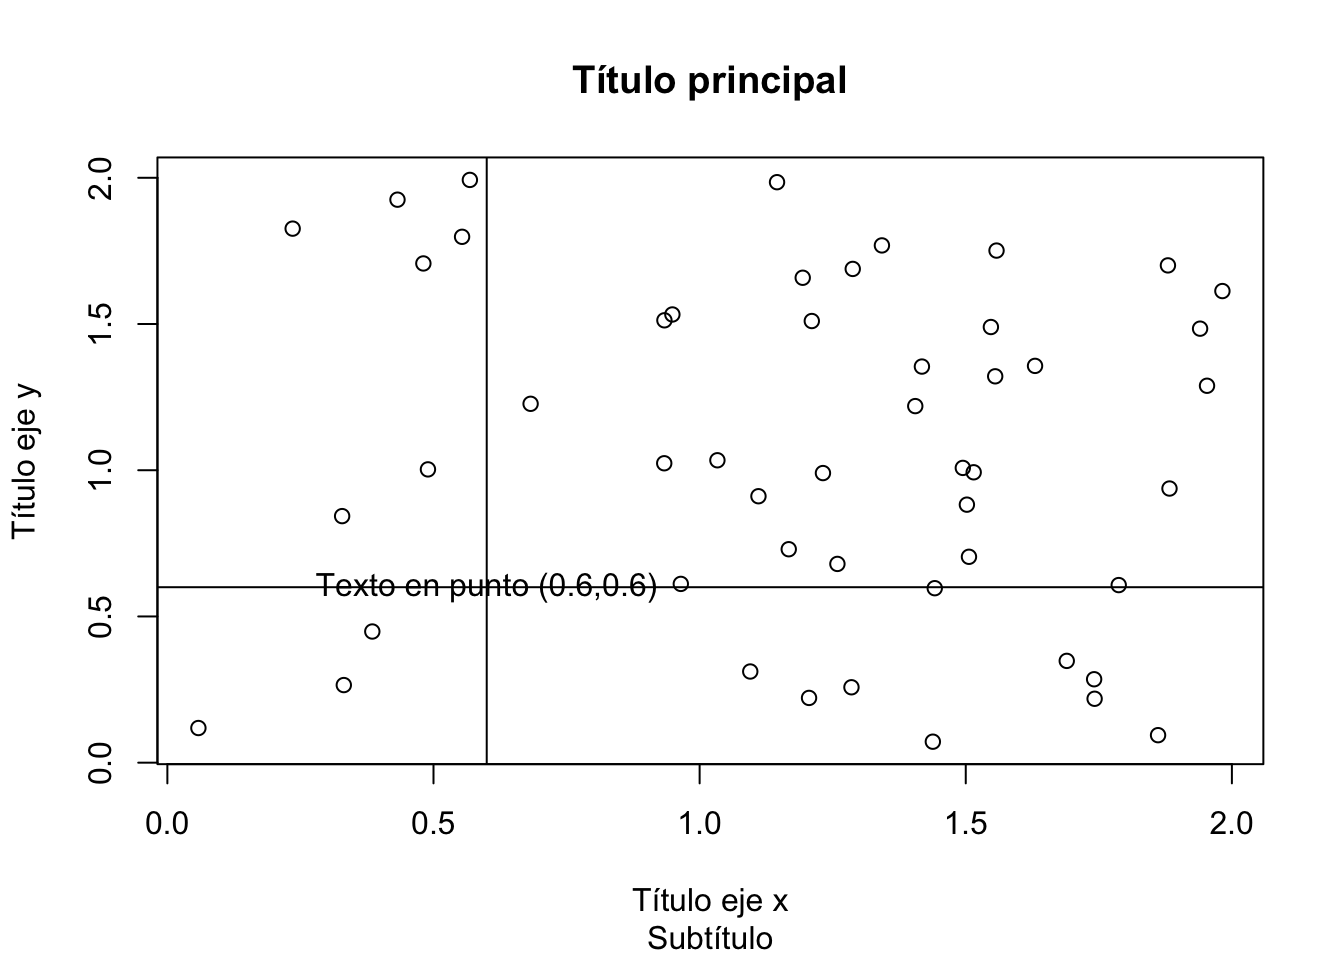 Título principal
2.0
1.5
1.0
0.5
0.0
Título eje y
Texto en punto (0.6,0.6)
0.0 0.5 1.0 1.5 2.0
Título eje x
Subtítulo